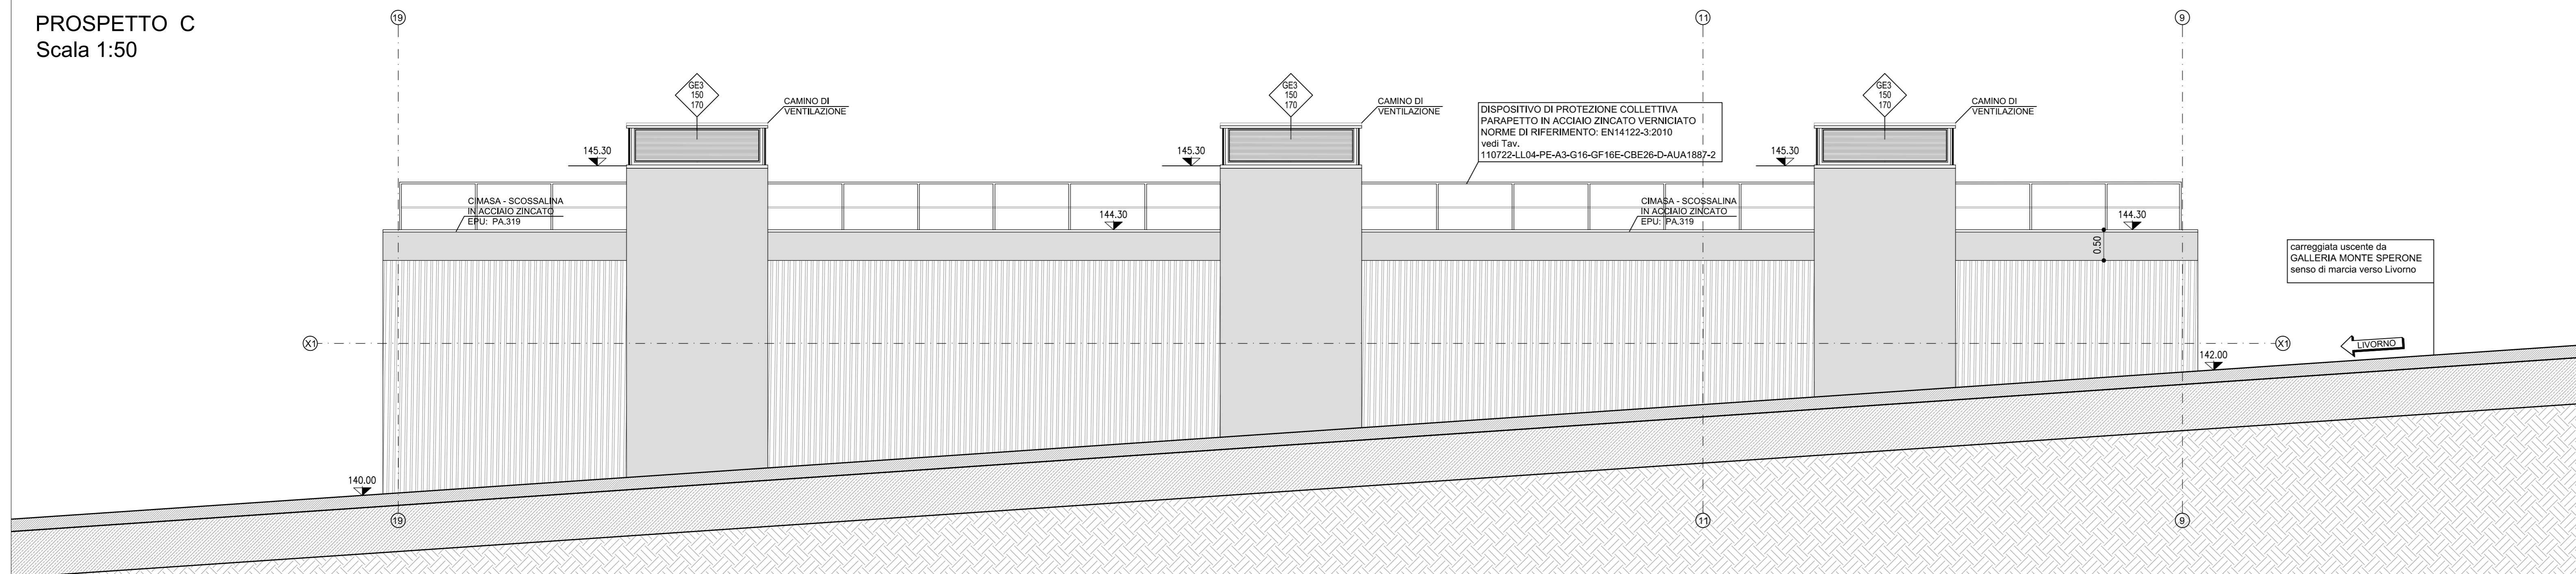 PROSPETTO C
Scala 1:50
19
11
9
GE3
150
170
CAMINO DI
VENTILAZIONE
GE3
150
170
CAMINO DI
VENTILAZIONE
GE3
150
170
CAMINO DI
VENTILAZIONE
DISPOSITIVO DI PROTEZIONE COLLETTIVA
PARAPETTO IN ACCIAIO ZINCATO VERNICIATO
NORME DI RIFERIMENTO: EN14122-3:2010
vedi Tav.
110722-LL04-PE-A3-G16-GF16E-CBE26-D-AUA1887-2
145.30
145.30
145.30
CIMASA - SCOSSALINA
IN ACCIAIO ZINCATO
EPU: PA.319
144.30
CIMASA - SCOSSALINA
IN ACCIAIO ZINCATO
EPU: PA.319
144.30
0.50
carreggiata uscente da
GALLERIA MONTE SPERONE
senso di marcia verso Livorno
X1
X1
LIVORNO
142.00
140.00
19
11
9